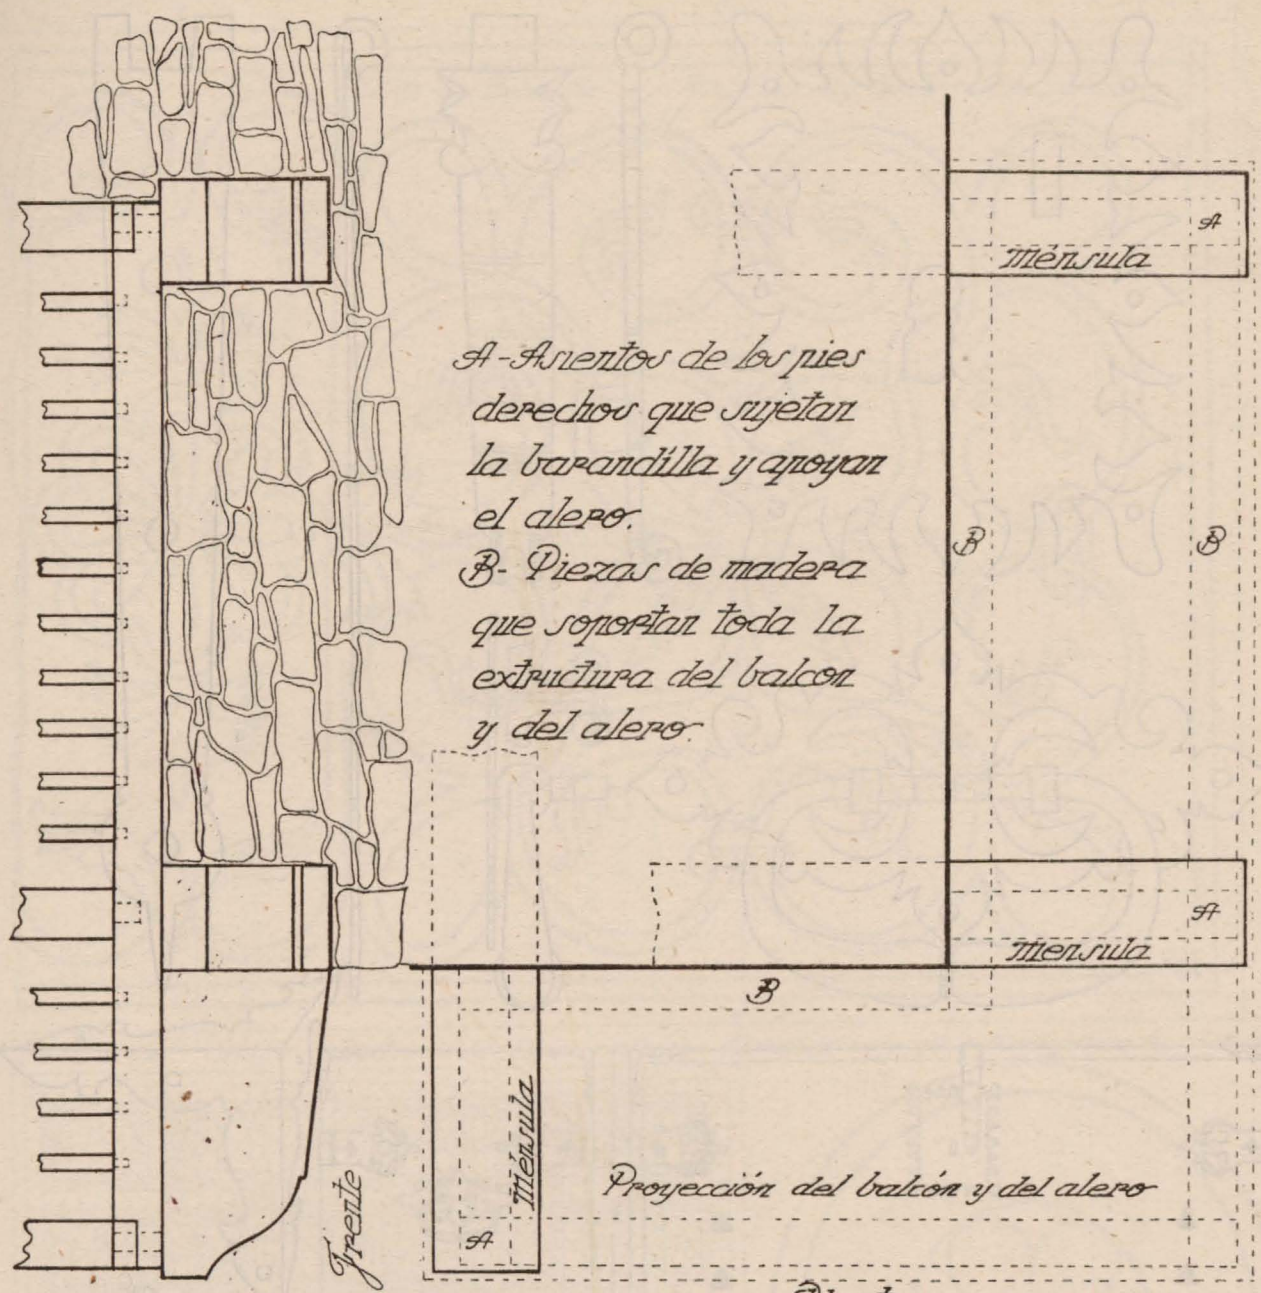 A
Ménsula
A-Asientos de los pies
derechos que sujetan
la barandilla y apoyan
el alero.
B- Piezas de madera
que soportan toda la
extructura del balcon
y del alero.
B
B
A
mensula
B
Ménsula
Frente
Proyección del balcón y del alero
A